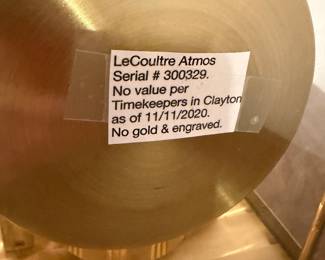 LeCoultre Atmos
Serial # 300329.
No value per
Timekeepers in Clayton
as of 11/11/2020.
No gold & engraved.